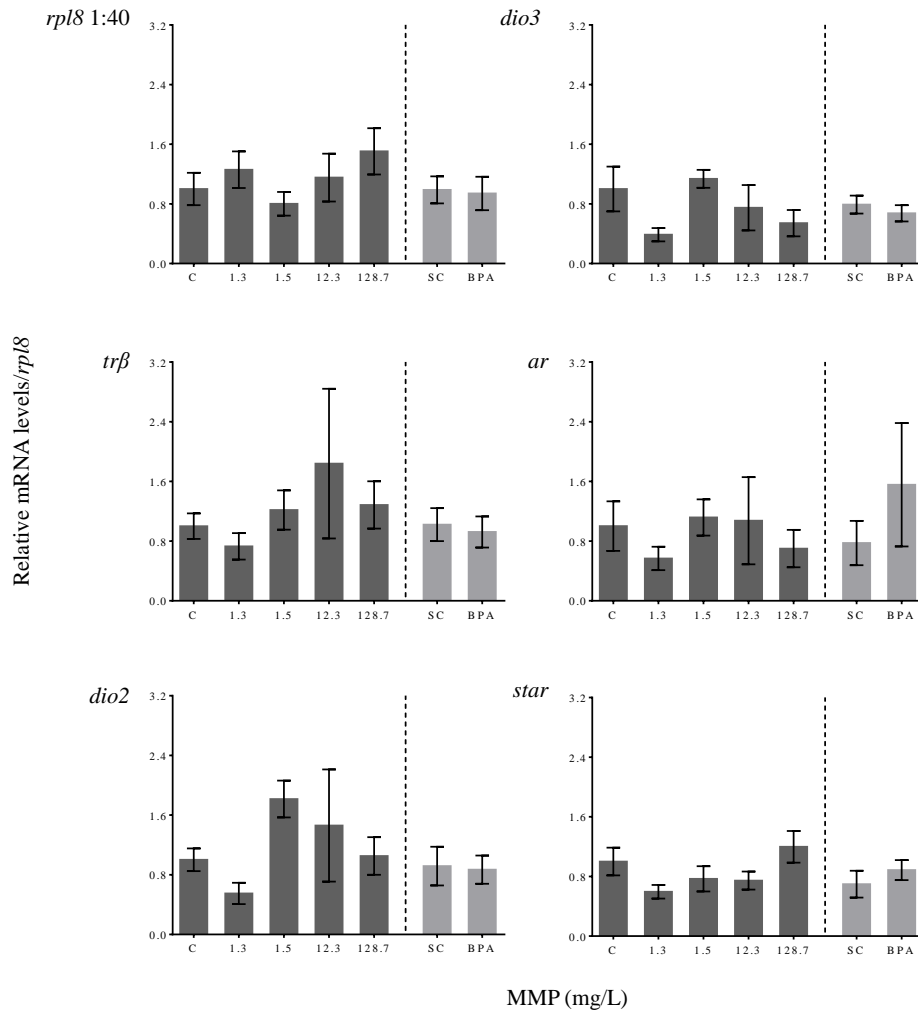 rpl8 1:40
3.2
2.4
1.6
0.8
0.0
C 1.3 1.5 12.3 128.7 SC BPA
dio3
3.2
2.4
1.6
0.8
0.0
C 1.3 1.5 12.3 128.7 SC BPA
Relative mRNA levels/rpl8
trβ
3.2
2.4
1.6
0.8
0.0
C 1.3 1.5 12.3 128.7 SC BPA
ar
3.2
2.4
1.6
0.8
0.0
C 1.3 1.5 12.3 128.7 SC BPA
dio2
3.2
2.4
1.6
0.8
0.0
C 1.3 1.5 12.3 128.7 SC BPA
star
3.2
2.4
1.6
0.8
0.0
C 1.3 1.5 12.3 128.7 SC BPA
MMP (mg/L)